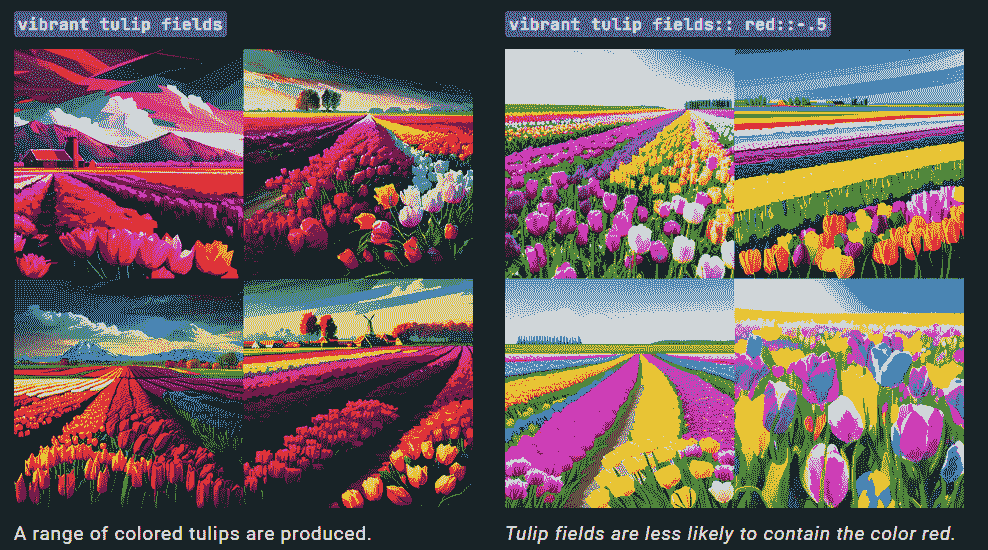 vibrant tulip fields
vibrant tulip fields:: red::-.5
A range of colored tulips are produced.
Tulip fields are less likely to contain the color red.